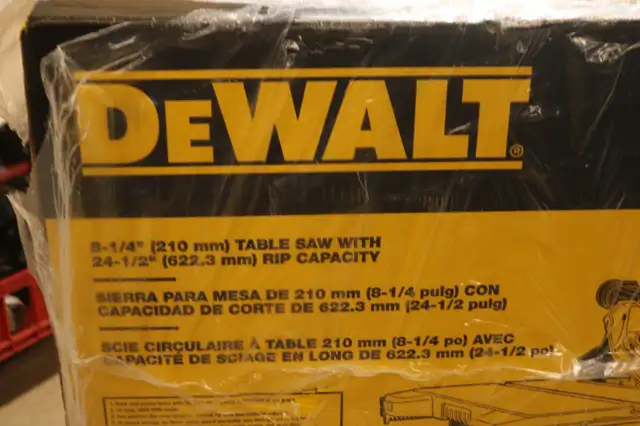 DEWALT®
8-1/4" (210 mm) TABLE SAW WITH
24-1/2" (622.3 mm) RIP CAPACITY
SIERRA PARA MESA DE 210 mm (8-1/4 pulg) CON
CAPACIDAD DE CORTE DE 622.3 mm (24-1/2 pulg)
SCIE CIRCULAIRE À TABLE 210 mm (8-1/4 po) AVEC
CAPACITÉ DE SCIAGE EN LONG DE 622.3 mm (24-1/2 po)